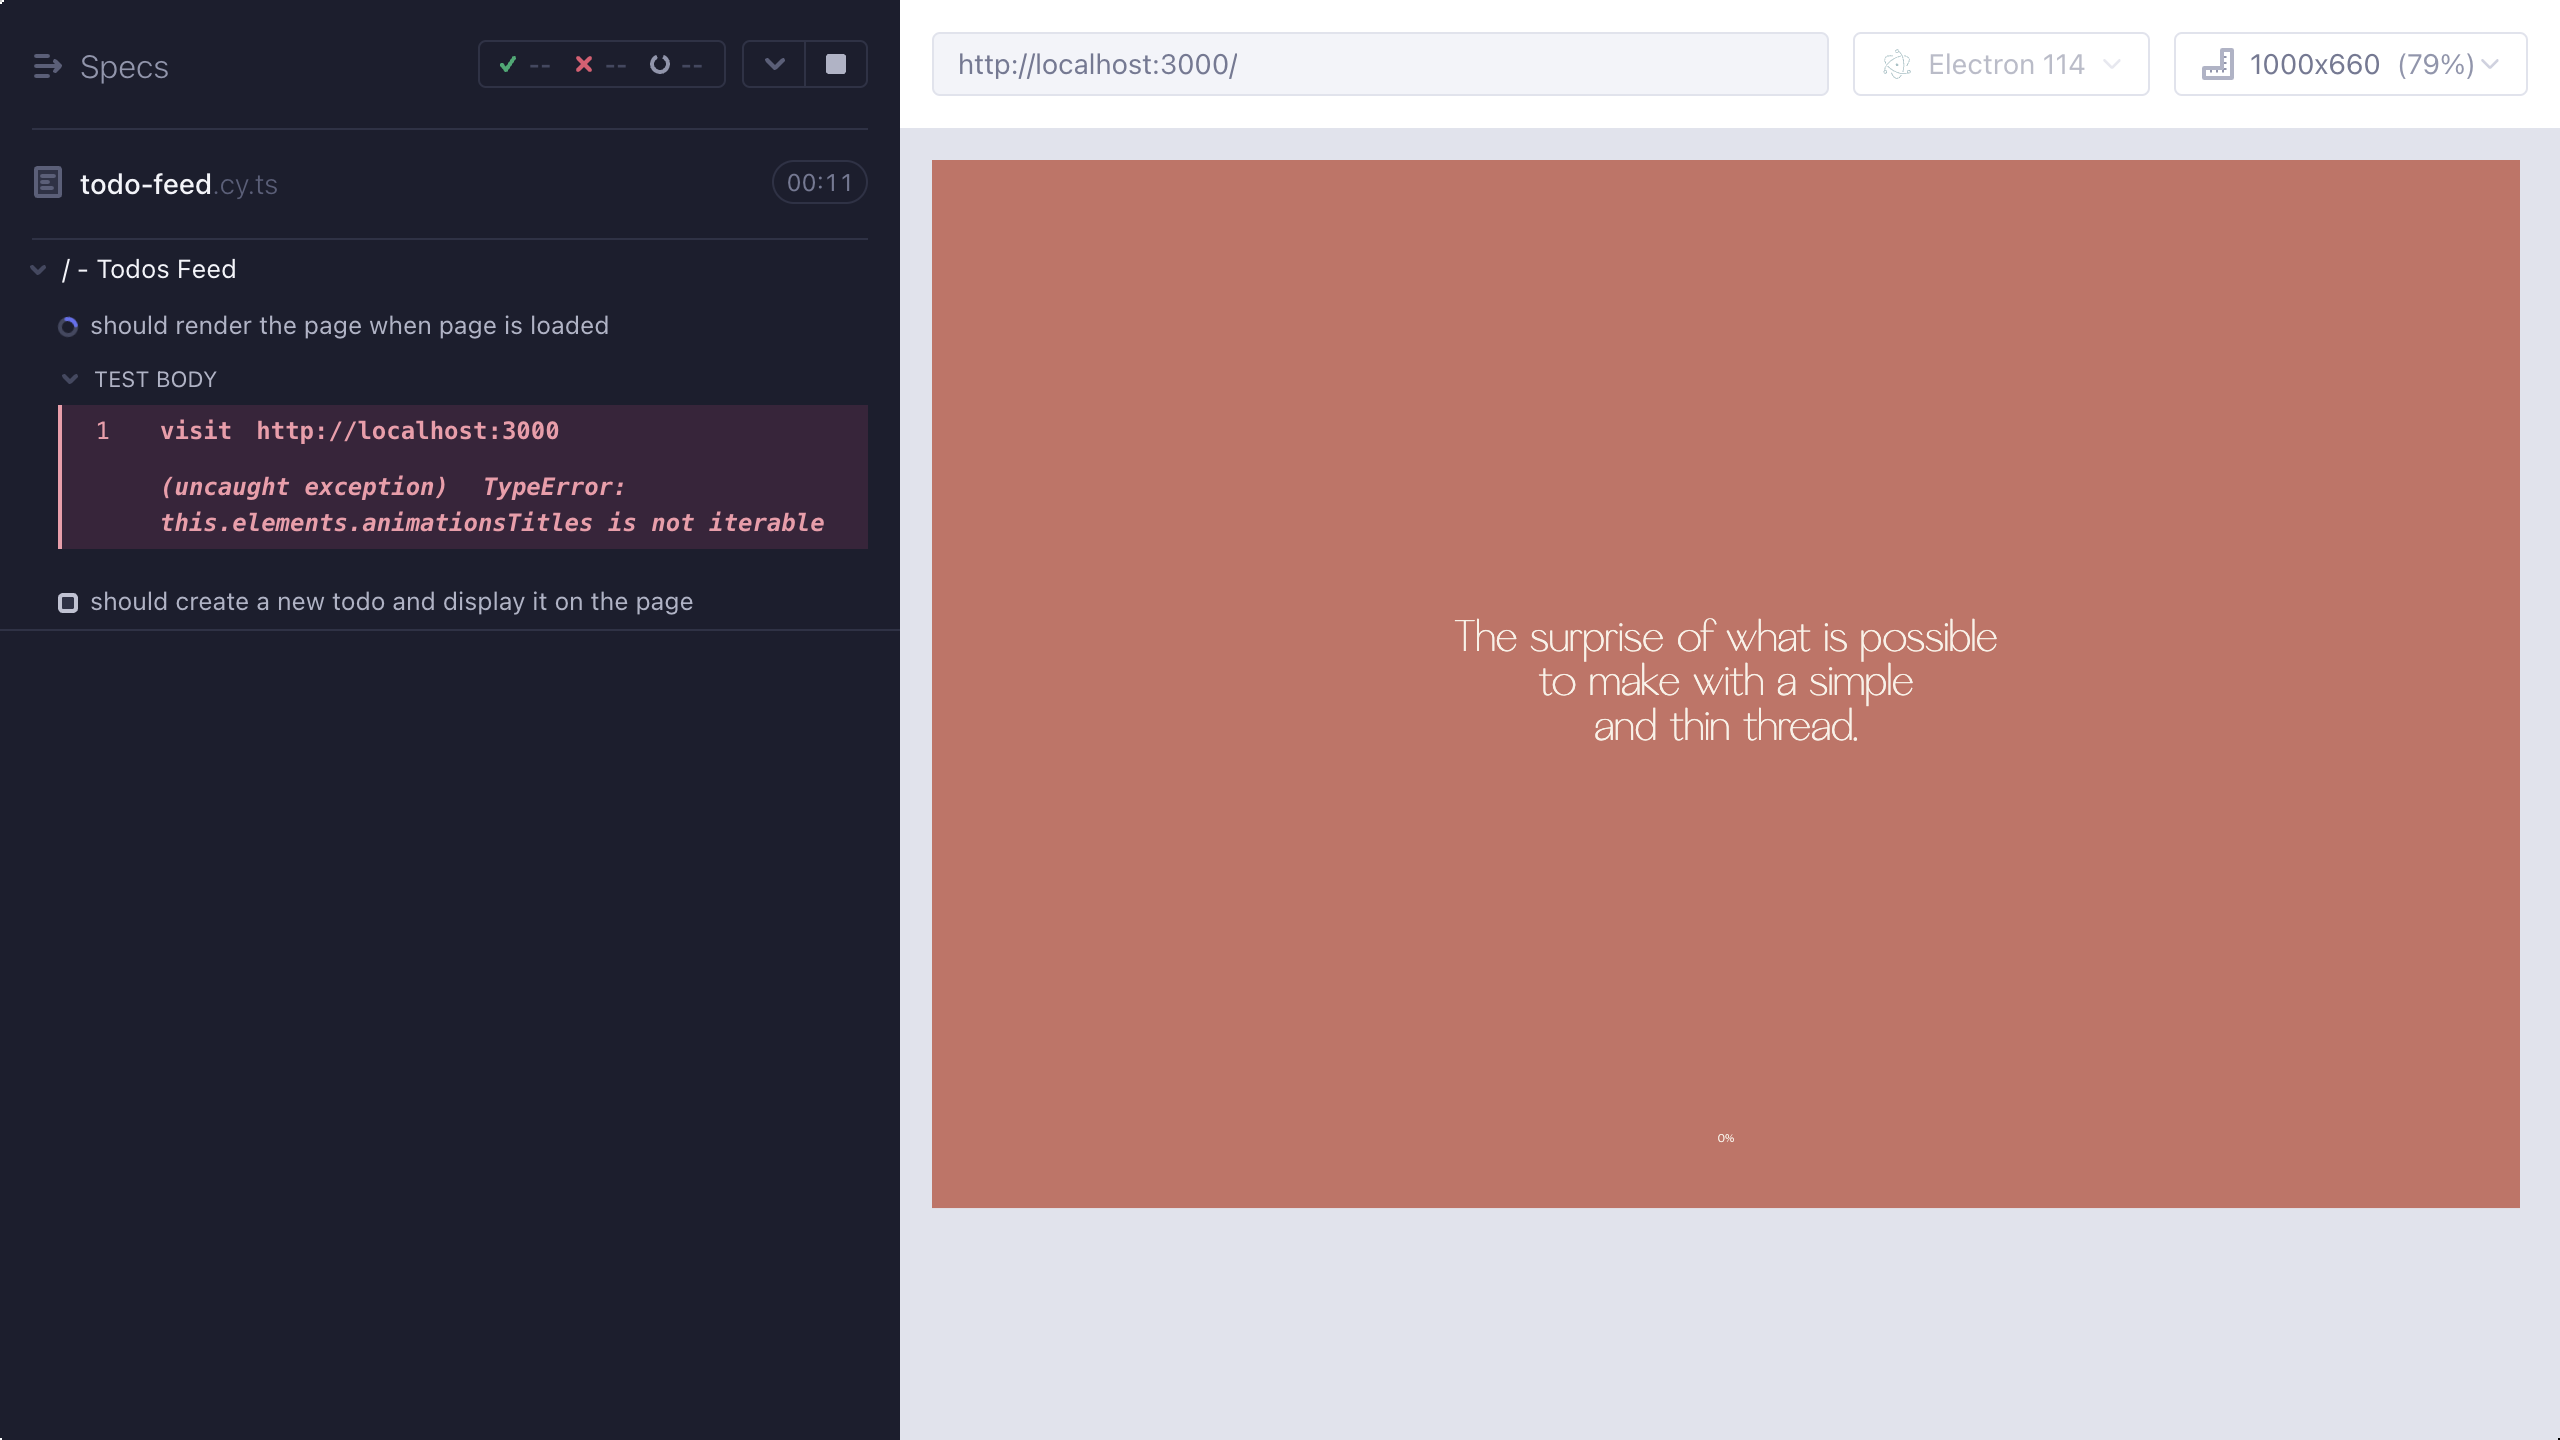 Specs
-- -- --
todo-feed.cy.ts
00:11
/ - Todos Feed
should render the page when page is loaded
TEST BODY
1 visit http://localhost:3000
(uncaught exception) TypeError:
this.elements.animationsTitles is not iterable
should create a new todo and display it on the page
http://localhost:3000/
Electron 114
1000x660 (79%)
The surprise of what is possible
to make with a simple
and thin thread.
0%